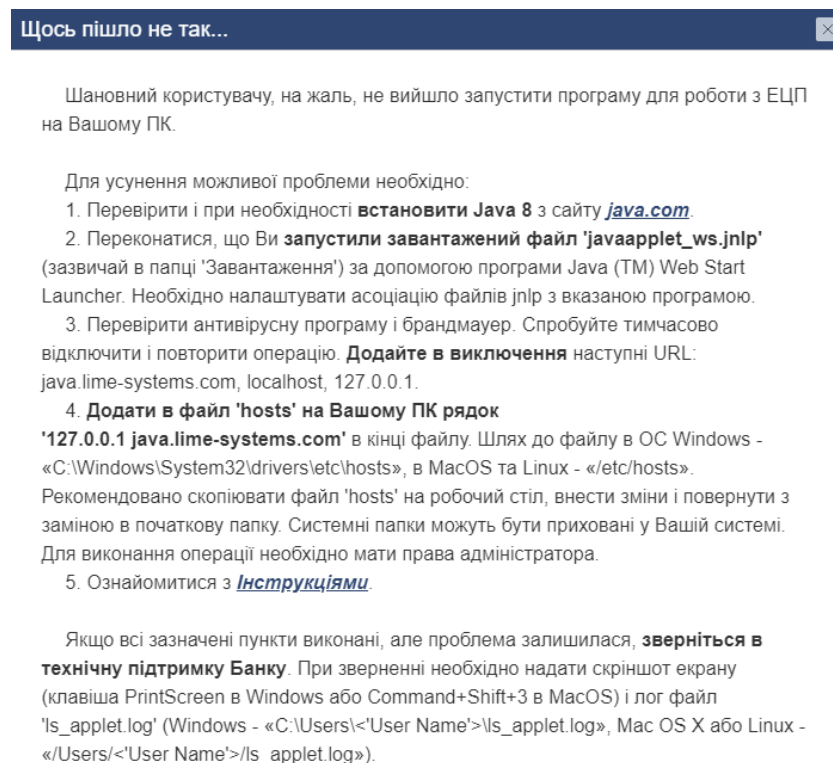 Щось пішло не так...
Шановний користувачу, на жаль, не вийшло запустити програму для роботи з ЕЦП
на Вашому ПК.
Для усунення можливої проблеми необхідно:
1. Перевірити і при необхідності встановити Java 8 з сайту java.com.
2. Переконатися, що Ви запустили завантажений файл 'javaapplet_ws.jnlp'
(зазвичай в папці 'Завантаження') за допомогою програми Java (TM) Web Start
Launcher. Необхідно налаштувати асоціацію файлів jnlp з вказаною програмою.
3. Перевірити антивірусну програму і брандмауер. Спробуйте тимчасово
відключити і повторити операцію. Додайте в виключення наступні URL:
java.lime-systems.com, localhost, 127.0.0.1.
4. Додати в файл 'hosts' на Вашому ПК рядок
'127.0.0.1 java.lime-systems.com' в кінці файлу. Шлях до файлу в ОС Windows -
«C:\Windows\System32\drivers\etc\hosts», в MacOS та Linux - «/etc/hosts».
Рекомендовано скопіювати файл 'hosts' на робочий стіл, внести зміни і повернути з
заміною в початкову папку. Системні папки можуть бути приховані у Вашій системі.
Для виконання операції необхідно мати права адміністратора.
5. Ознайомитися з Інструкціями.
Якщо всі зазначені пункти виконані, але проблема залишилася, зверніться в
технічну підтримку Банку. При зверненні необхідно надати скріншот екрану
(клавіша PrintScreen в Windows або Command+Shift+3 в MacOS) і лог файл
'ls_applet.log' (Windows - «C:\Users\<'User Name'>\ls_applet.log», Mac OS X або Linux -
«/Users/<'User Name'>/ls_applet.log»).